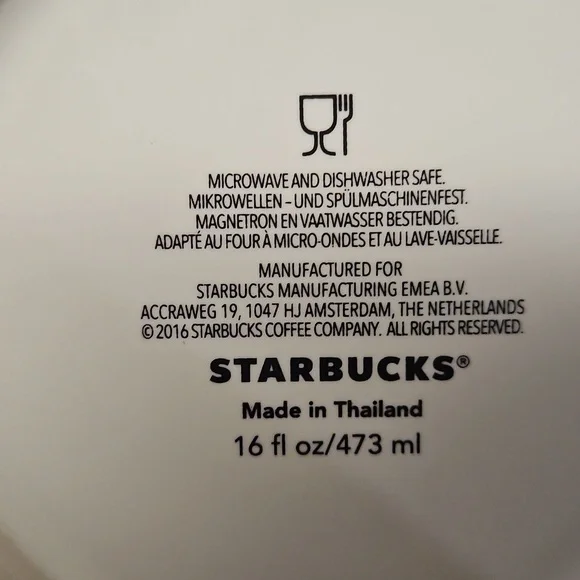 MICROWAVE AND DISHWASHER SAFE.
MIKROWELLEN – UND SPÜLMASCHINENFEST.
MAGNETRON EN VAATWASSER BESTENDIG.
ADAPTÉ AU FOUR À MICRO-ONDES ET AU LAVE-VAISSELLE.
MANUFACTURED FOR
STARBUCKS MANUFACTURING EMEA B.V.
ACCRAWEG 19, 1047 HJ AMSTERDAM, THE NETHERLANDS
© 2016 STARBUCKS COFFEE COMPANY. ALL RIGHTS RESERVED.
STARBUCKS®
Made in Thailand
16 fl oz/473 ml